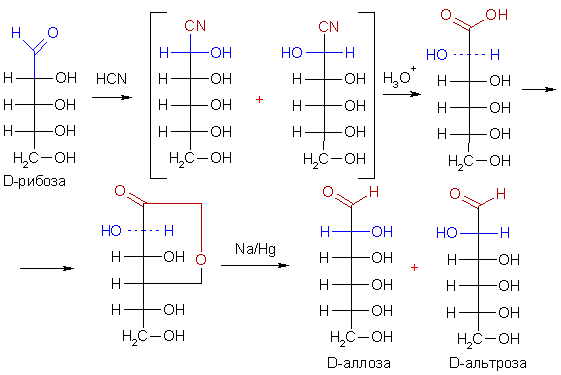 O
H OH
H OH
H OH
H₂C–OH
D-рибоза
HCN
CN
H OH
H OH
H OH
H OH
H₂C–OH
+
CN
HO H
H OH
H OH
H OH
H₂C–OH
H₃O⁺
O OH
HO H
H OH
H OH
H OH
H₂C–OH
O
HO H
H OH
H O
H OH
H₂C–OH
Na/Hg
O H
H OH
H OH
H OH
H OH
H₂C–OH
D-аллоза
+
O H
HO H
H OH
H OH
H OH
H₂C–OH
D-альтроза